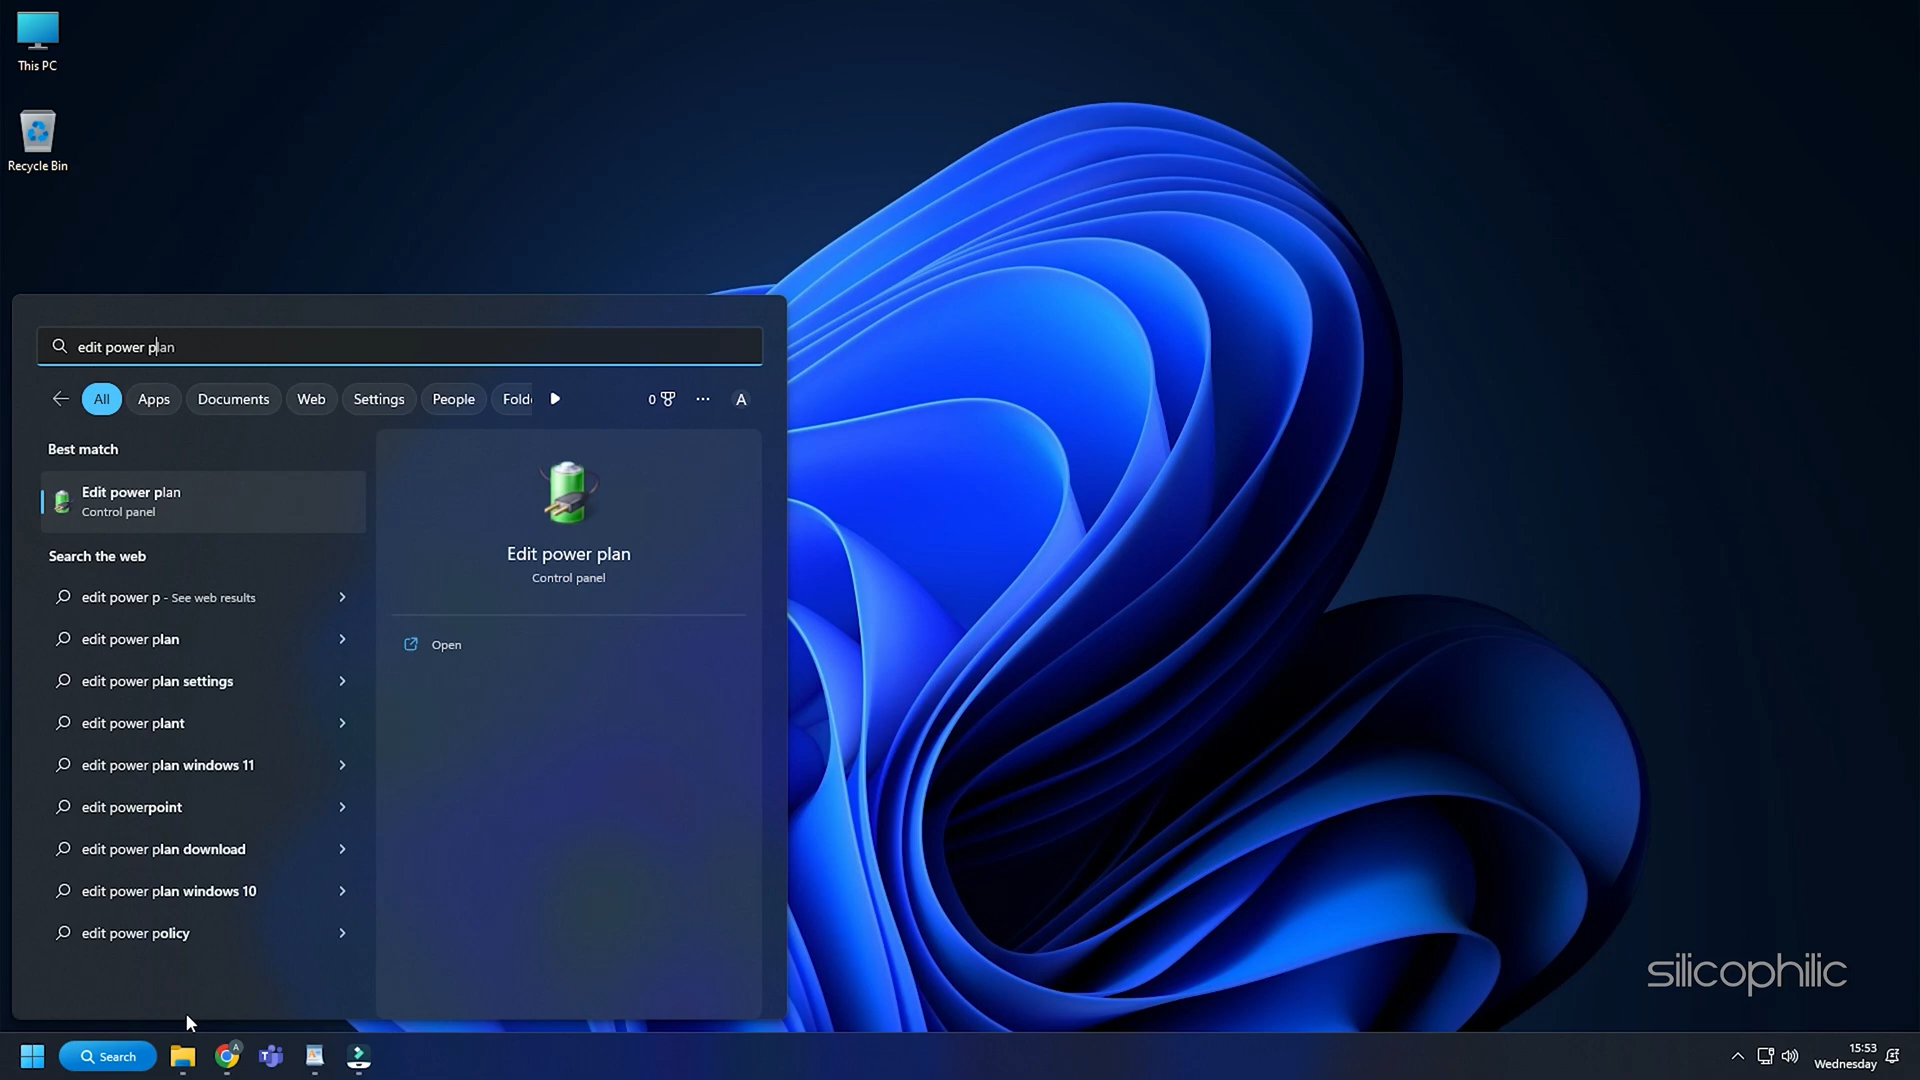 This PC
Recycle Bin
edit power plan
All Apps Documents Web Settings People Fold 0 ... A
Best match
Edit power plan
Control panel
Search the web
edit power p - See web results
edit power plan
edit power plan settings
edit power plant
edit power plan windows 11
edit powerpoint
edit power plan download
edit power plan windows 10
edit power policy
Edit power plan
Control panel
Open
silicophilic
Search
A
15:53
Wednesday